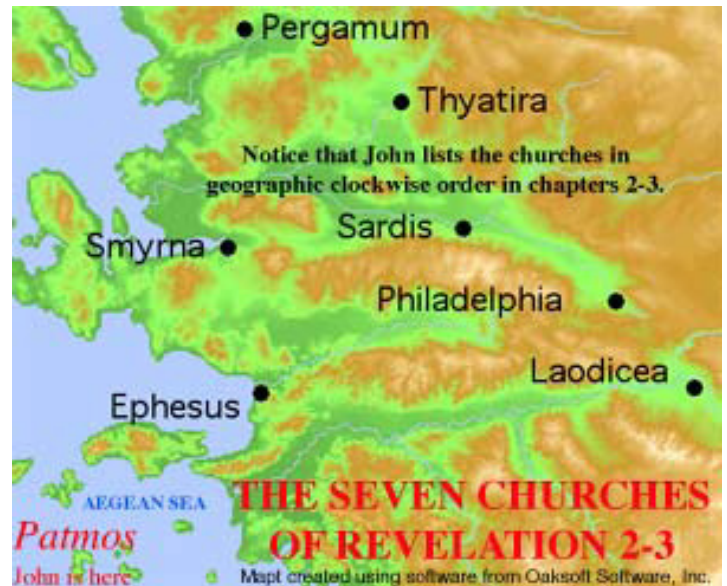 Pergamum
Thyatira
Notice that John lists the churches in
geographic clockwise order in chapters 2-3.
Sardis
Smyrna
Philadelphia
Laodicea
Ephesus
AEGEAN SEA
THE SEVEN CHURCHES
OF REVELATION 2-3
Patmos
John is here
Mapt created using software from Oaksoft Software, Inc.